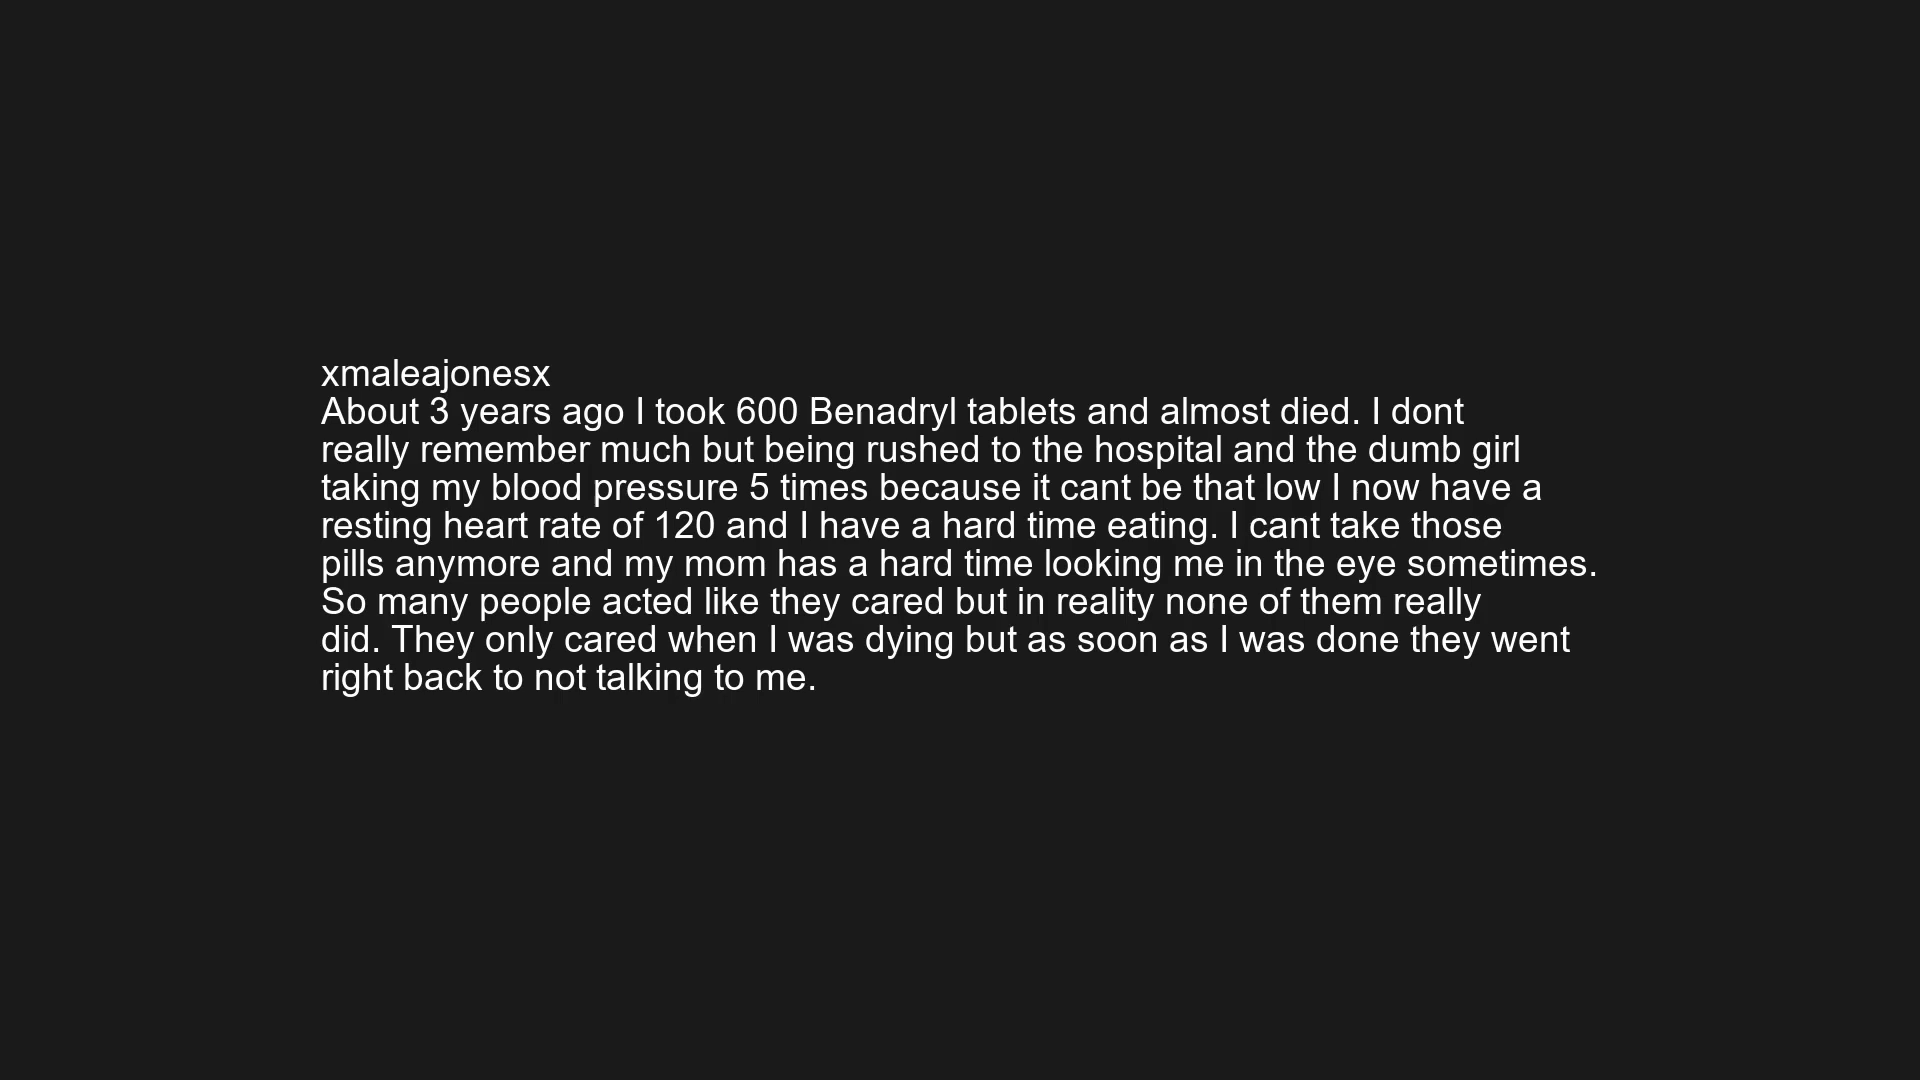 xmaleajonesx
About 3 years ago I took 600 Benadryl tablets and almost died. I dont
really remember much but being rushed to the hospital and the dumb girl
taking my blood pressure 5 times because it cant be that low I now have a
resting heart rate of 120 and I have a hard time eating. I cant take those
pills anymore and my mom has a hard time looking me in the eye sometimes.
So many people acted like they cared but in reality none of them really
did. They only cared when I was dying but as soon as I was done they went
right back to not talking to me.